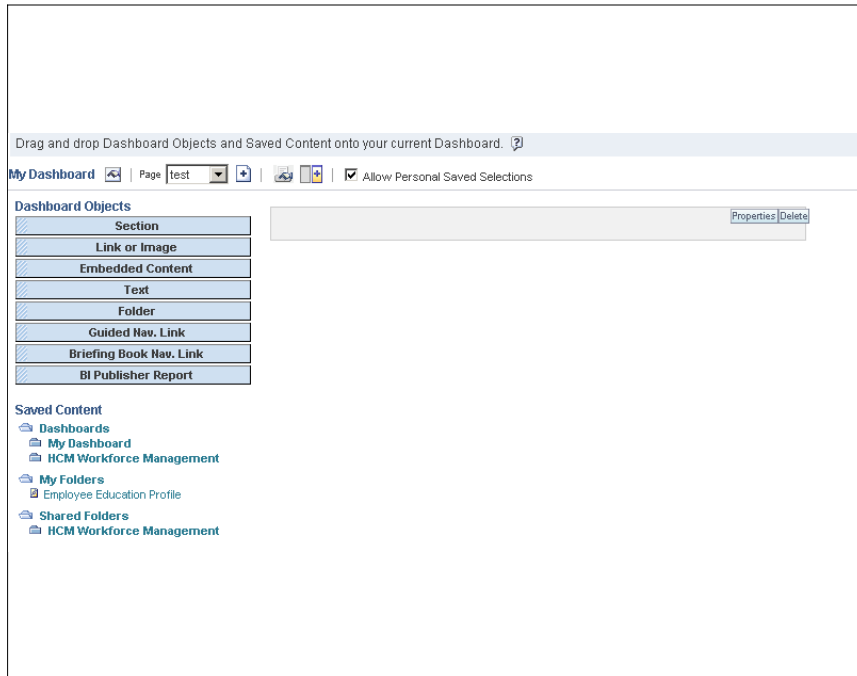 Drag and drop Dashboard Objects and Saved Content onto your current Dashboard. ?
My Dashboard | Page test | | Allow Personal Saved Selections
Dashboard Objects
Section
Link or Image
Embedded Content
Text
Folder
Guided Nav. Link
Briefing Book Nav. Link
BI Publisher Report
Properties Delete
Saved Content
Dashboards
My Dashboard
HCM Workforce Management
My Folders
Employee Education Profile
Shared Folders
HCM Workforce Management